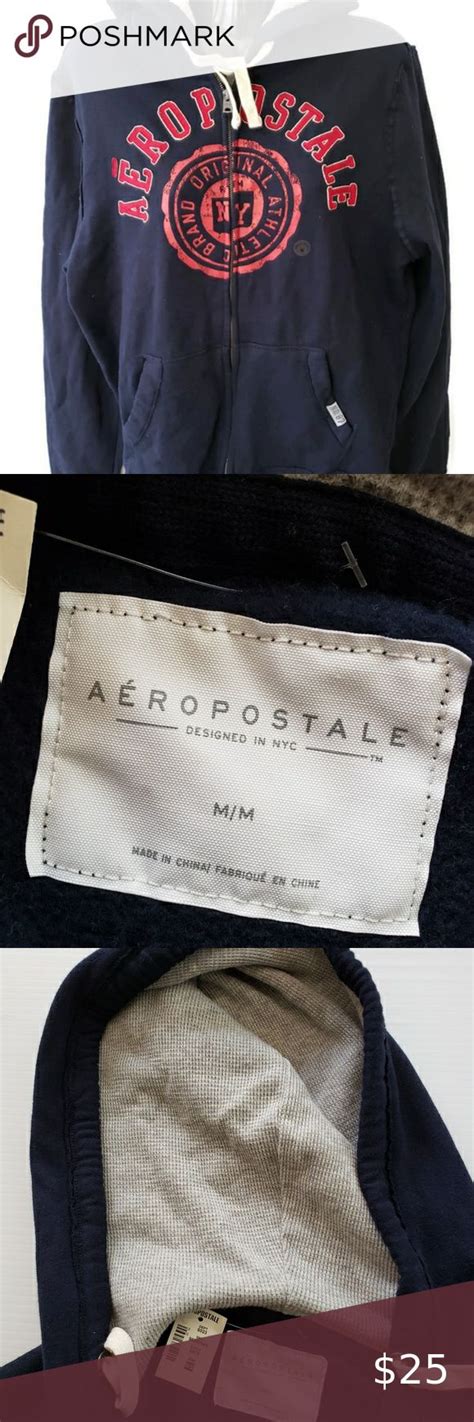 POSHMARK
AÉROPOSTALE
ORIGINAL ATHLETIC BRAND
NY
AÉROPOSTALE
DESIGNED IN NYC
TM
M/M
MADE IN CHINA/ FABRIQUÉ EN CHINE
$25